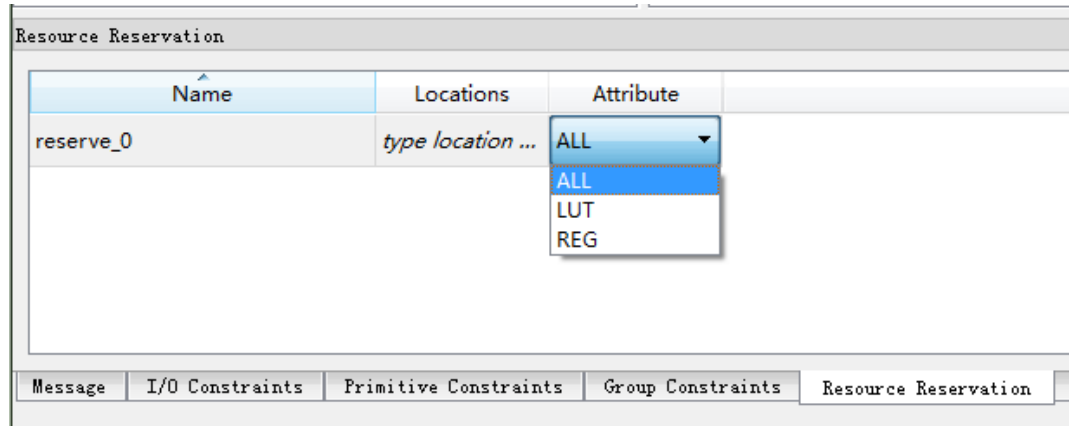 Resource Reservation
Name Locations Attribute
reserve_0 type location ... ALL
ALL
LUT
REG
Message I/O Constraints Primitive Constraints Group Constraints Resource Reservation